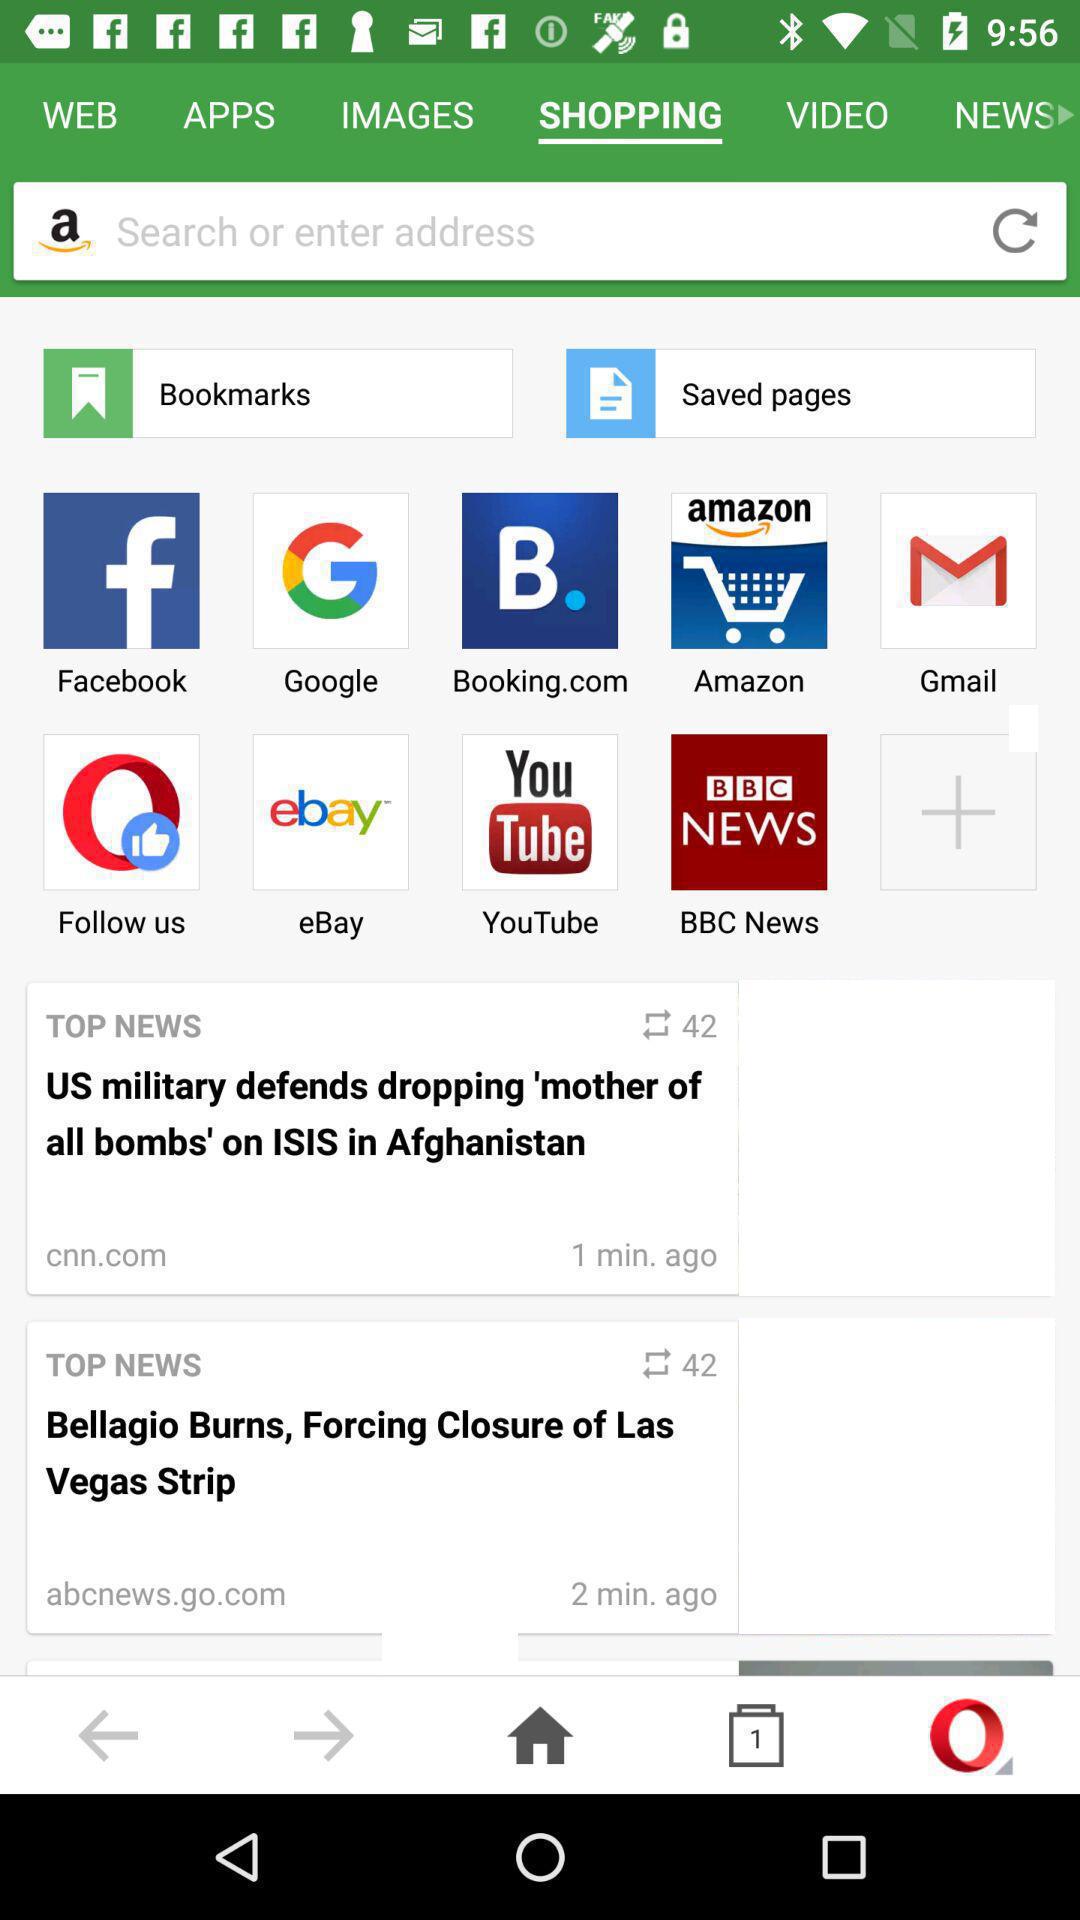 FAKE
9:56
WEB APPS IMAGES SHOPPING VIDEO NEWS
a Search or enter address
Bookmarks Saved pages
f G B. amazon
Facebook Google Booking.com Amazon Gmail
ebay You Tube BBC NEWS
Follow us eBay YouTube BBC News
TOP NEWS 42
US military defends dropping 'mother of
all bombs' on ISIS in Afghanistan
cnn.com 1 min. ago
TOP NEWS 42
Bellagio Burns, Forcing Closure of Las
Vegas Strip
abcnews.go.com 2 min. ago
1